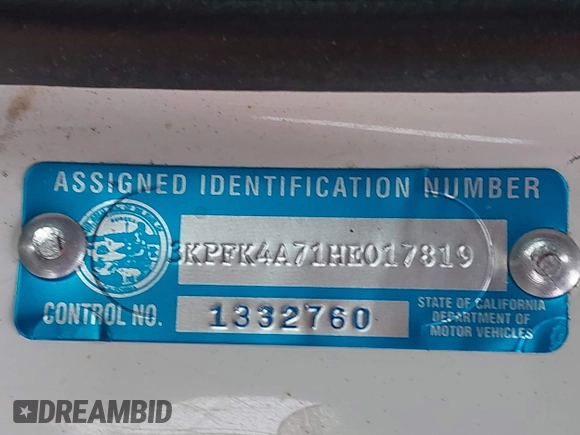 ASSIGNED IDENTIFICATION NUMBER
3KPFK4A71HE017819
CONTROL NO. 1332760
STATE OF CALIFORNIA
DEPARTMENT OF
MOTOR VEHICLES
DREAMBID